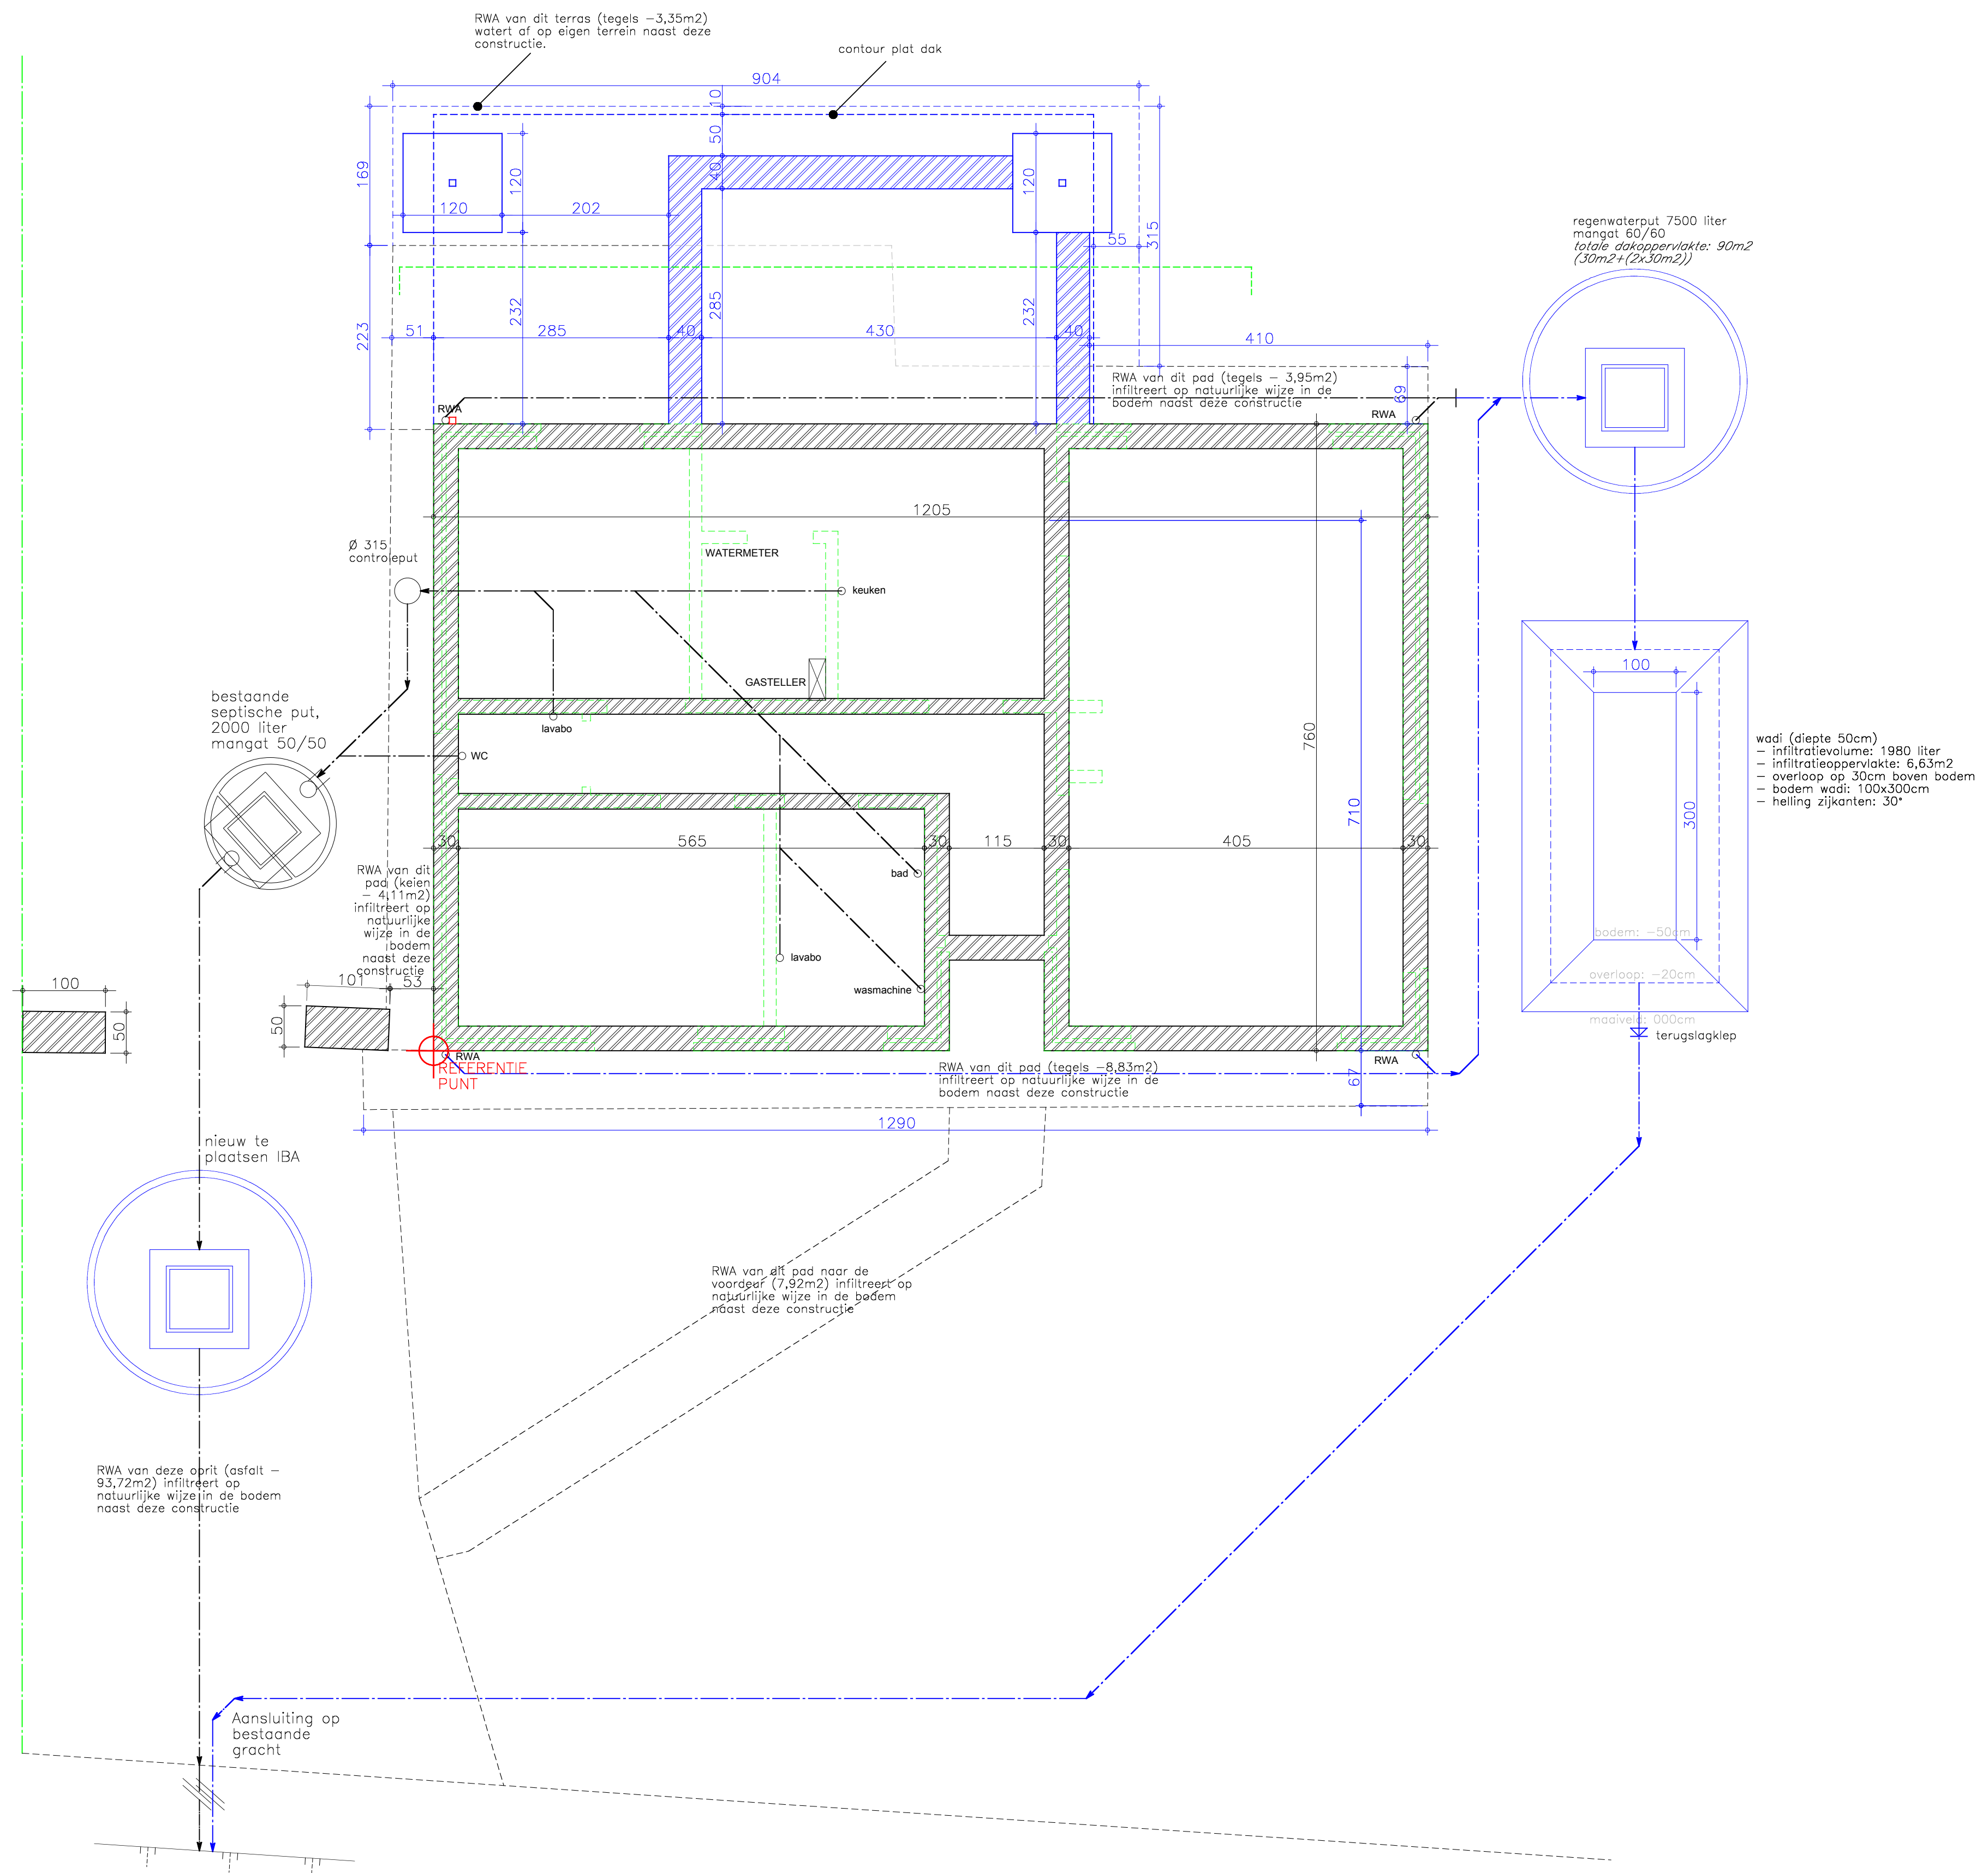 RWA van dit terras (tegels -3,35m2)
watert af op eigen terrein naast deze
constructie.
contour plat dak
904
10
50
40
169
120
120
120
202
55
315
regenwaterput 7500 liter
mangat 60/60
totale dakoppervlakte: 90m2
(30m2+(2x30m2))
223
232
285
232
51
285
40
430
40
410
RWA van dit pad (tegels - 3,95m2)
infiltreert op natuurlijke wijze in de
bodem naast deze constructie
69
RWA
RWA
1205
Ø 315
controleput
WATERMETER
keuken
GASTELLER
bestaande
septische put,
2000 liter
mangat 50/50
lavabo
WC
760
710
100
300
wadi (diepte 50cm)
- infiltratievolume: 1980 liter
- infiltratieoppervlakte: 6,63m2
- overloop op 30cm boven bodem
- bodem wadi: 100x300cm
- helling zijkanten: 30°
30
565
30
115
30
405
30
RWA van dit
pad (keien
- 4,11m2)
infiltreert op
natuurlijke
wijze in de
bodem
naast deze
constructie
bad
lavabo
wasmachine
bodem: -50cm
overloop: -20cm
maaiveld: 000cm
terugslagklep
100
50
101
53
50
RWA
REFERENTIE
PUNT
RWA
RWA van dit pad (tegels -8,83m2)
infiltreert op natuurlijke wijze in de
bodem naast deze constructie
67
1290
nieuw te
plaatsen IBA
RWA van dit pad naar de
voordeur (7,92m2) infiltreert op
natuurlijke wijze in de bodem
naast deze constructie
RWA van deze oprit (asfalt -
93,72m2) infiltreert op
natuurlijke wijze in de bodem
naast deze constructie
Aansluiting op
bestaande
gracht